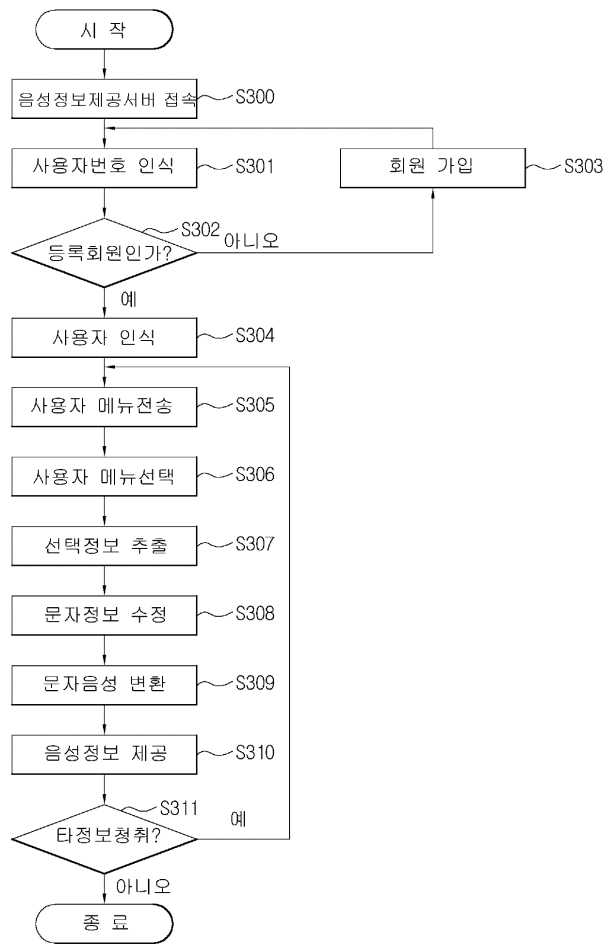 시 작
음성정보제공서버 접속
S300
사용자번호 인식
S301
회원 가입
S303
S302
등록회원인가?
아니오
예
사용자 인식
S304
사용자 메뉴전송
S305
사용자 메뉴선택
S306
선택정보 추출
S307
문자정보 수정
S308
문자음성 변환
S309
음성정보 제공
S310
S311
타정보청취?
예
아니오
종 료